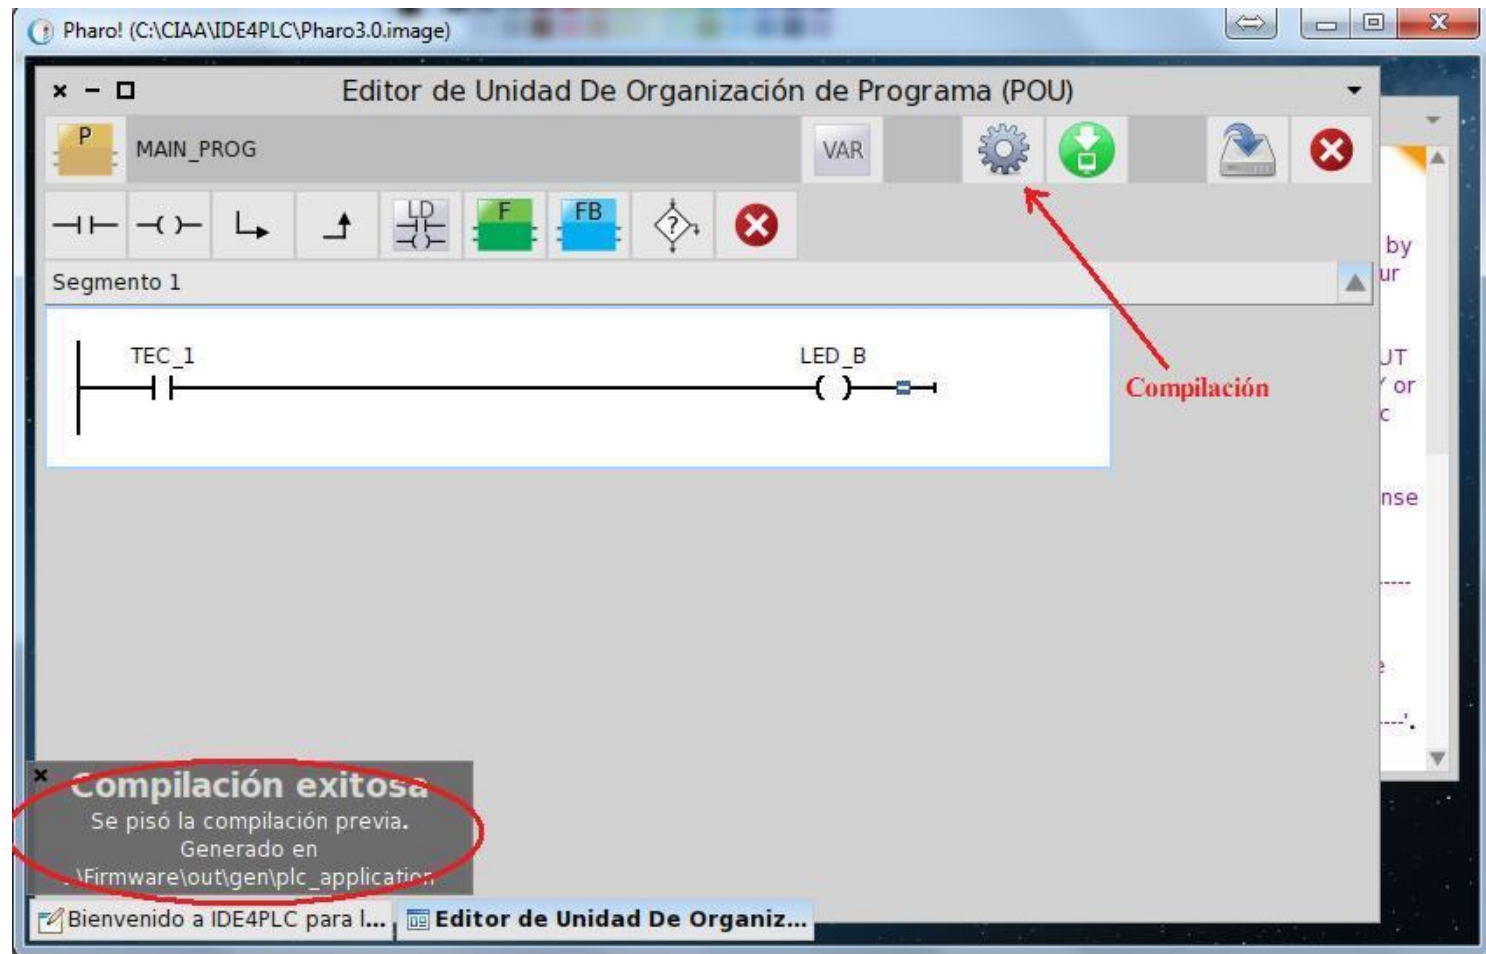 Pharo! (C:\CIAA\IDE4PLC\Pharo3.0.image)
Editor de Unidad De Organización de Programa (POU)
P
MAIN_PROG
VAR
LD
F
FB
?
Segmento 1
by
ur
TEC_1
LED_B
UT
or
c
Compilación
nse
-----
e
----'.
Compilación exitosa
Se pisó la compilación previa.
Generado en
.\Firmware\out\gen\plc_application
Bienvenido a IDE4PLC para l...
Editor de Unidad De Organiz...